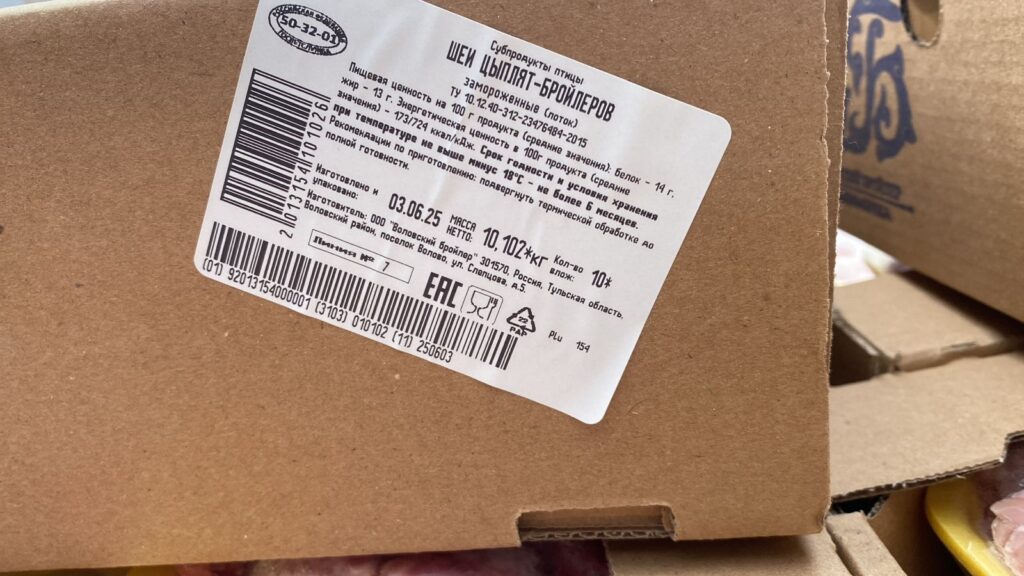 50-32-01
Субпродукты птицы
ШЕИ ЦЫПЛЯТ-БРОЙЛЕРОВ
замороженные (лоток)
ТУ 10.12.40-312-23476484-2015
Пищевая ценность на 100 г продукта (средние значения): белок - 14 г.
жир - 13 г. Энергетическая ценность в 100г продукта (средние
значения) - 173/724 ккал/кДж. Срок годности и условия хранения
при температуре не выше минус 18°С - не более 6 месяцев.
Рекомендации по приготовлению: подвергнуть термической обработке до
полной готовности.
Изготовлено и упаковано: 03.06.25 МАССА НЕТТО: 10,102*кг Кол-во влож: 10*
Изготовитель: ООО "Воловский Бройлер" 301570, Россия, Тульская область,
Воловский район, поселок Волово, ул. Слепцова, д.5.
7
EAC
PAP
PLu 154
2101315410101026
(01) 92013154000001 (3103) 010102 (11) 250603